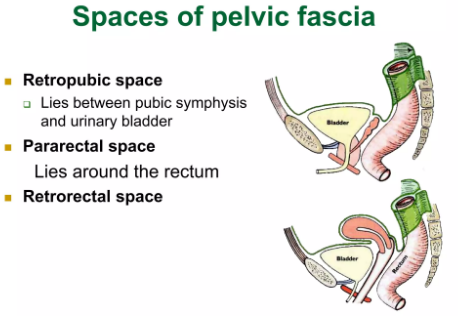 Spaces of pelvic fascia
Retropubic space
Lies between pubic symphysis
and urinary bladder
Pararectal space
Lies around the rectum
Retrorectal space
Bladder
Bladder
Rectum